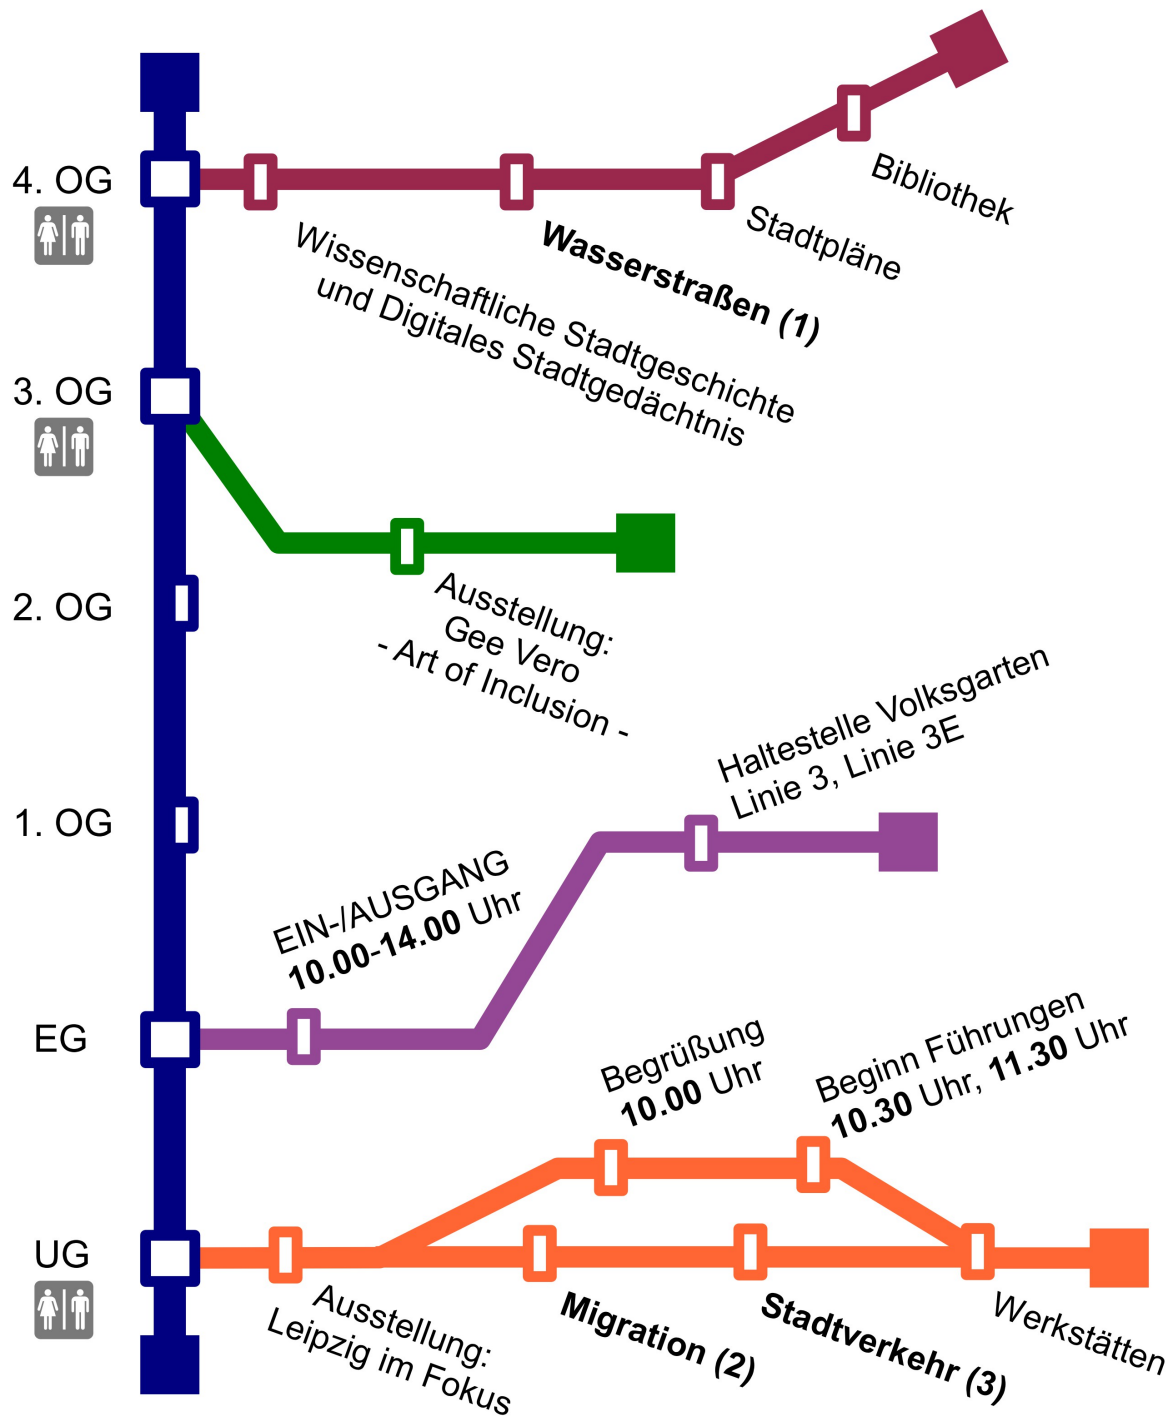 4. OG
Wissenschaftliche Stadtgeschichte
und Digitales Stadtgedächtnis
Wasserstraßen (1)
Stadtpläne
Bibliothek
3. OG
Ausstellung:
Gee Vero
- Art of Inclusion -
2. OG
1. OG
Haltestelle Volksgarten
Linie 3, Linie 3E
EIN-/AUSGANG
10.00-14.00 Uhr
EG
Begrüßung
10.00 Uhr
Beginn Führungen
10.30 Uhr, 11.30 Uhr
UG
Ausstellung:
Leipzig im Fokus
Migration (2)
Stadtverkehr (3)
Werkstätten